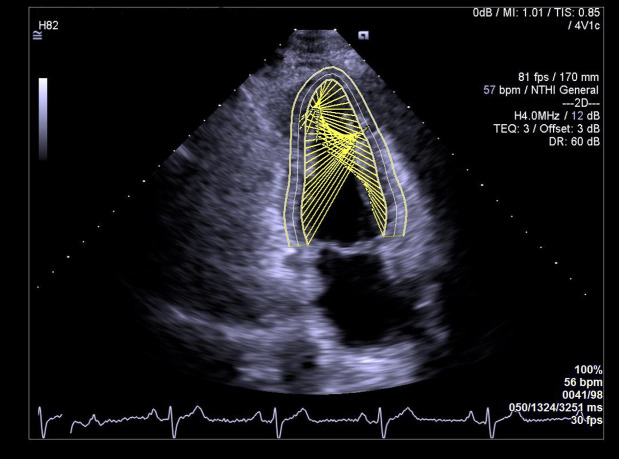 H82
0dB / MI: 1.01 / TIS: 0.85
/ 4V1c
81 fps / 170 mm
57 bpm / NTHI General
---2D---
H4.0MHz / 12 dB
TEQ: 3 / Offset: 3 dB
DR: 60 dB
100%
56 bpm
0041/98
050/1324/3251 ms
30 fps